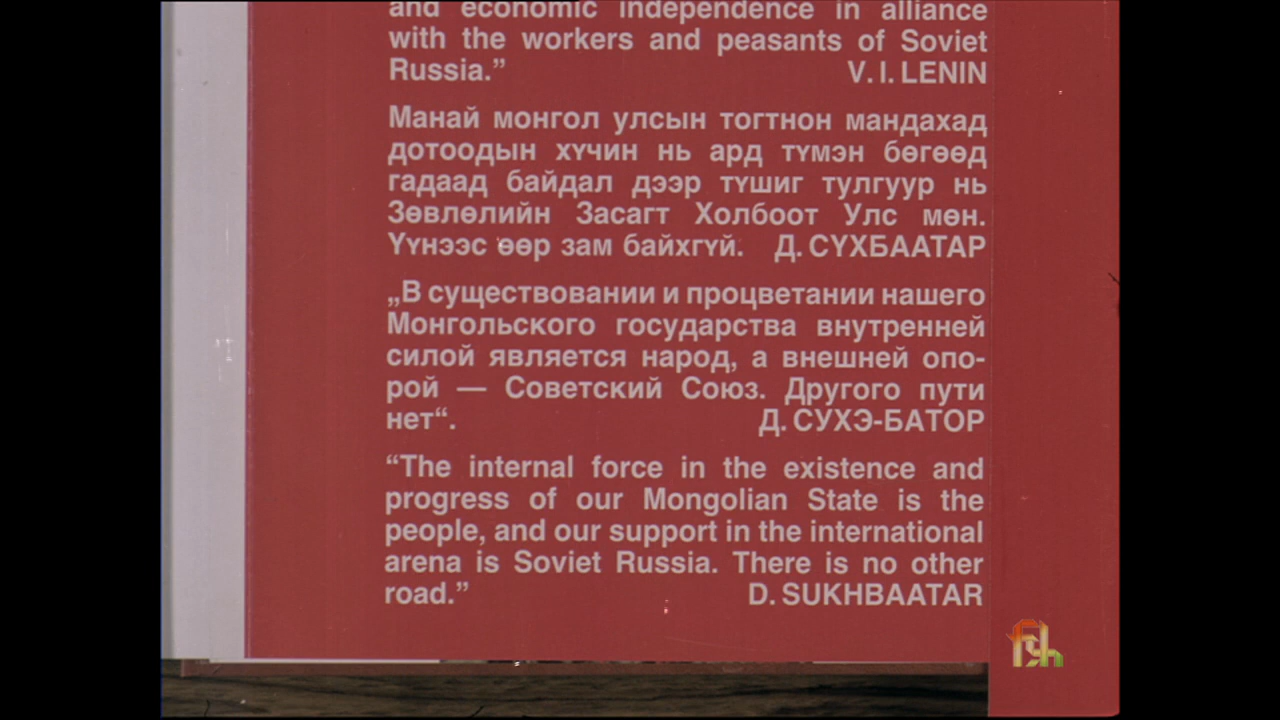 and economic independence in alliance
with the workers and peasants of Soviet
Russia.” V. I. LENIN
Манай монгол улсын тогтнон мандахад
дотоодын хүчин нь ард түмэн бөгөөд
гадаад байдал дээр түшиг тулгуур нь
Зөвлөлийн Засагт Холбоот Улс мөн.
Үүнээс өөр зам байхгүй. Д. СҮХБААТАР
„В существовании и процветании нашего
Монгольского государства внутренней
силой является народ, а внешней опо-
рой — Советский Союз. Другого пути
нет“. Д. СУХЭ-БАТОР
“The internal force in the existence and
progress of our Mongolian State is the
people, and our support in the international
arena is Soviet Russia. There is no other
road.” D. SUKHBAATAR